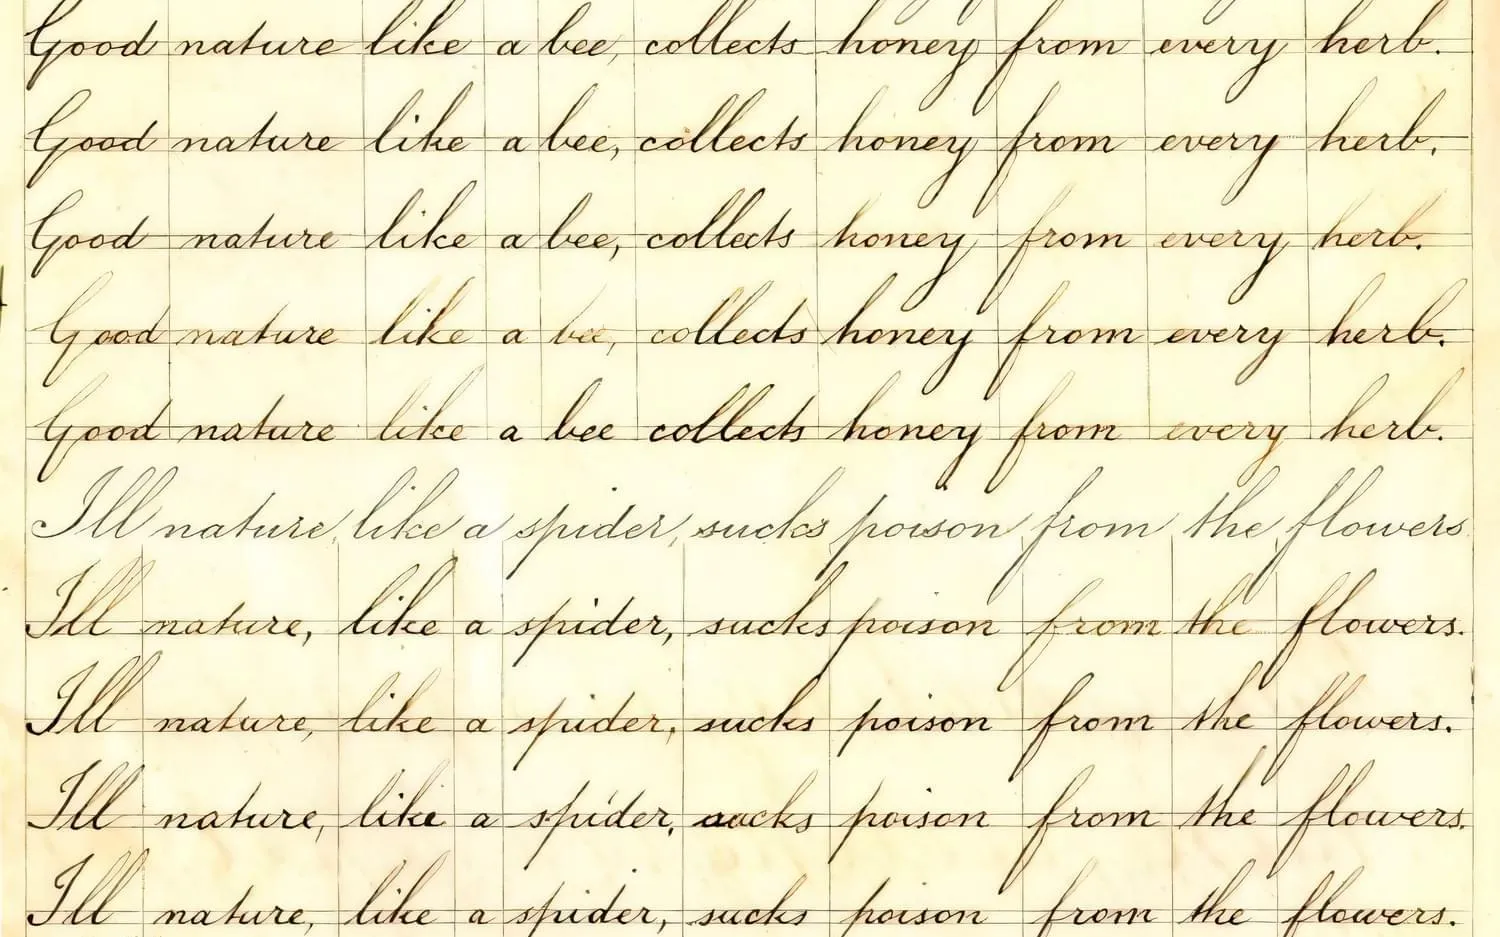 Good nature like a bee, collects honey from every herb.
Good nature like a bee, collects honey from every herb.
Good nature like a bee, collects honey from every herb.
Good nature like a bee, collects honey from every herb.
Good nature like a bee collects honey from every herb.
Ill nature, like a spider, sucks poison from the flowers
Ill nature, like a spider, sucks poison from the flowers.
Ill nature, like a spider, sucks poison from the flowers.
Ill nature, like a spider, sucks poison from the flowers.
Ill nature, like a spider, sucks poison from the flowers.